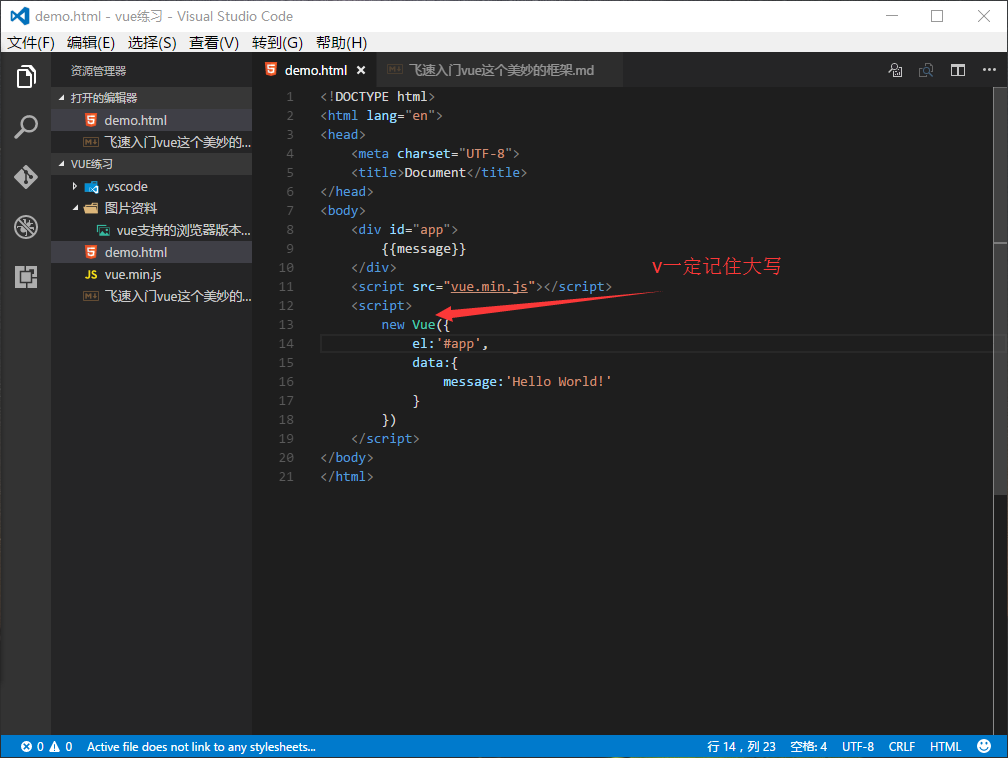 demo.html - vue练习 - Visual Studio Code
文件(F) 编辑(E) 选择(S) 查看(V) 转到(G) 帮助(H)
资源管理器
打开的编辑器
demo.html
飞速入门vue这个美妙的...
VUE练习
.vscode
图片资料
vue支持的浏览器版本...
demo.html
JS vue.min.js
飞速入门vue这个美妙的...
demo.html
飞速入门vue这个美妙的框架.md
1 <!DOCTYPE html>
2 <html lang="en">
3 <head>
4 <meta charset="UTF-8">
5 <title>Document</title>
6 </head>
7 <body>
8 <div id="app">
9 {{message}}
10 </div>
11 <script src="vue.min.js"></script>
12 <script>
13 new Vue({
14 el:'#app',
15 data:{
16 message:'Hello World!'
17 }
18 })
19 </script>
20 </body>
21 </html>
v一定记住大写
0 0 Active file does not link to any stylesheets...
行 14，列 23 空格: 4 UTF-8 CRLF HTML